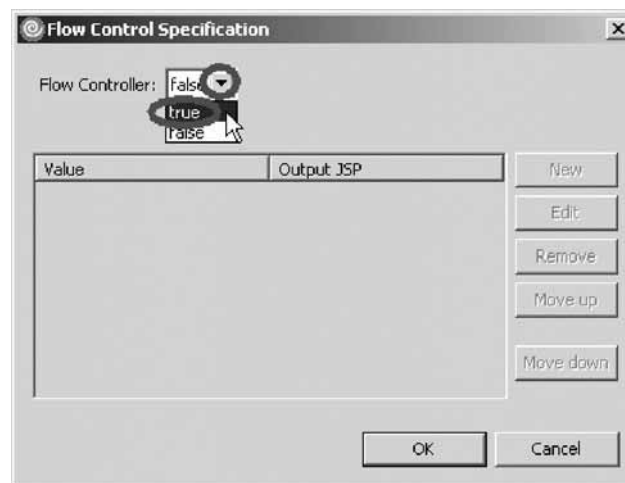 Flow Control Specification
Flow Controller: false
true
false
Value Output JSP
New
Edit
Remove
Move up
Move down
OK Cancel